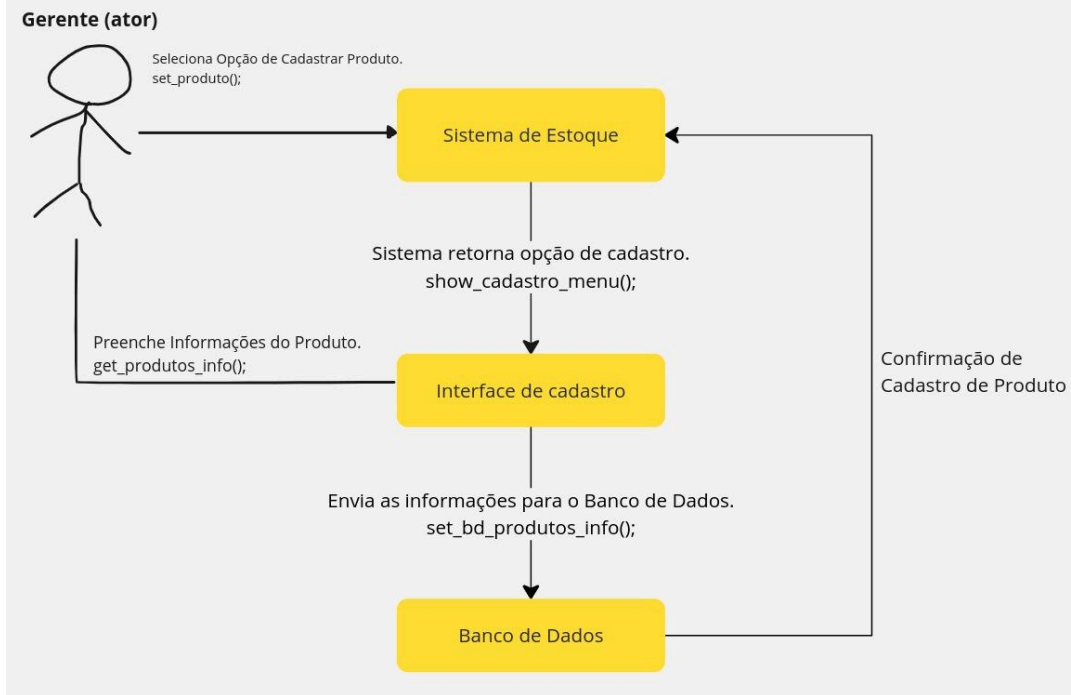 Gerente (ator)
Seleciona Opção de Cadastrar Produto.
set_produto();
Sistema de Estoque
Sistema retorna opção de cadastro.
show_cadastro_menu();
Preenche Informações do Produto.
get_produtos_info();
Interface de cadastro
Confirmação de
Cadastro de Produto
Envia as informações para o Banco de Dados.
set_bd_produtos_info();
Banco de Dados